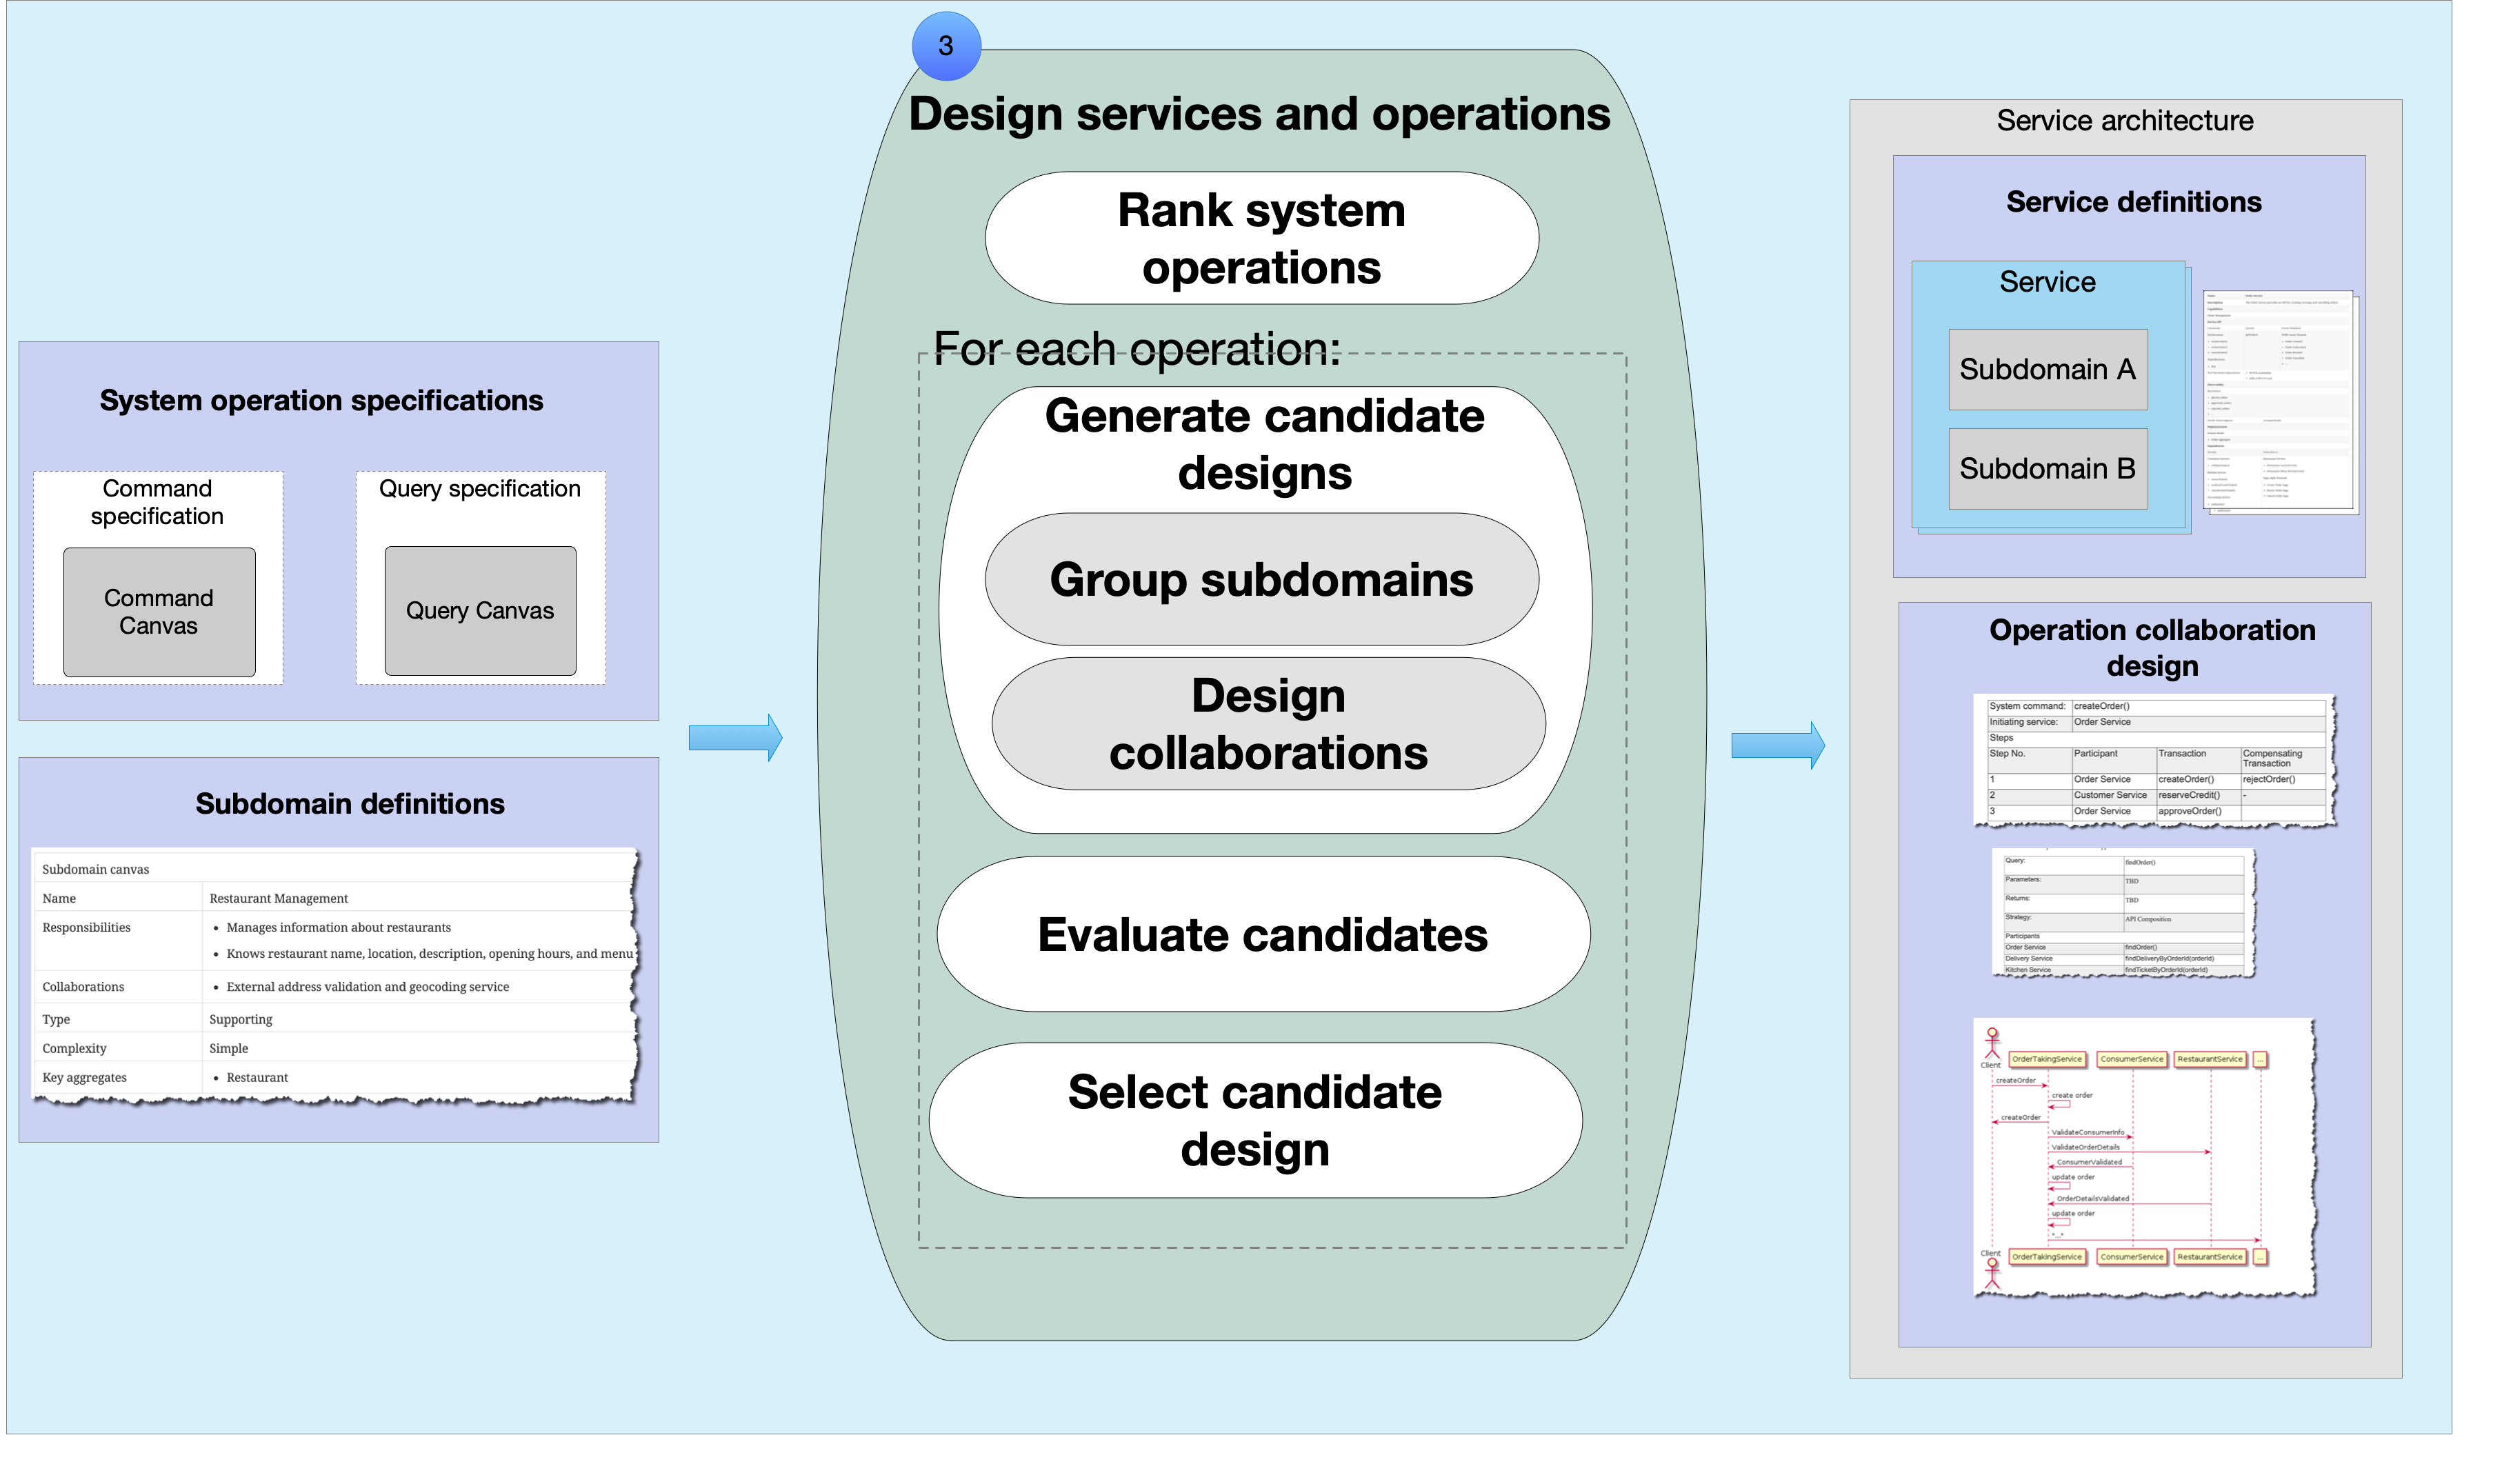 3
Design services and operations
Rank system
operations
For each operation:
Generate candidate
designs
Group subdomains
Design
collaborations
Evaluate candidates
Select candidate
design
System operation specifications
Command
specification
Command
Canvas
Query specification
Query Canvas
Subdomain definitions
Subdomain canvas
Name Restaurant Management
Responsibilities • Manages information about restaurants
• Knows restaurant name, location, description, opening hours, and menu
Collaborations • External address validation and geocoding service
Type Supporting
Complexity Simple
Key aggregates • Restaurant
Service architecture
Service definitions
Service
Subdomain A
Subdomain B
Operation collaboration
design
System command: createOrder()
Initiating service: Order Service
Steps
Step No. Participant Transaction Compensating
Transaction
1 Order Service createOrder() rejectOrder()
2 Customer Service reserveCredit() -
3 Order Service approveOrder()
Query: findOrder()
Parameters: TBD
Returns: TBD
Strategy: API Composition
Participants
Order Service findOrder()
Delivery Service findDeliveryByOrderId(orderId)
Kitchen Service findTicketByOrderId(orderId)
Client OrderTakingService ConsumerService RestaurantService ...
createOrder
create order
createOrder
ValidateConsumerInfo
ValidateOrderDetails
ConsumerValidated
update order
OrderDetailsValidated
update order
Client OrderTakingService ConsumerService RestaurantService ...